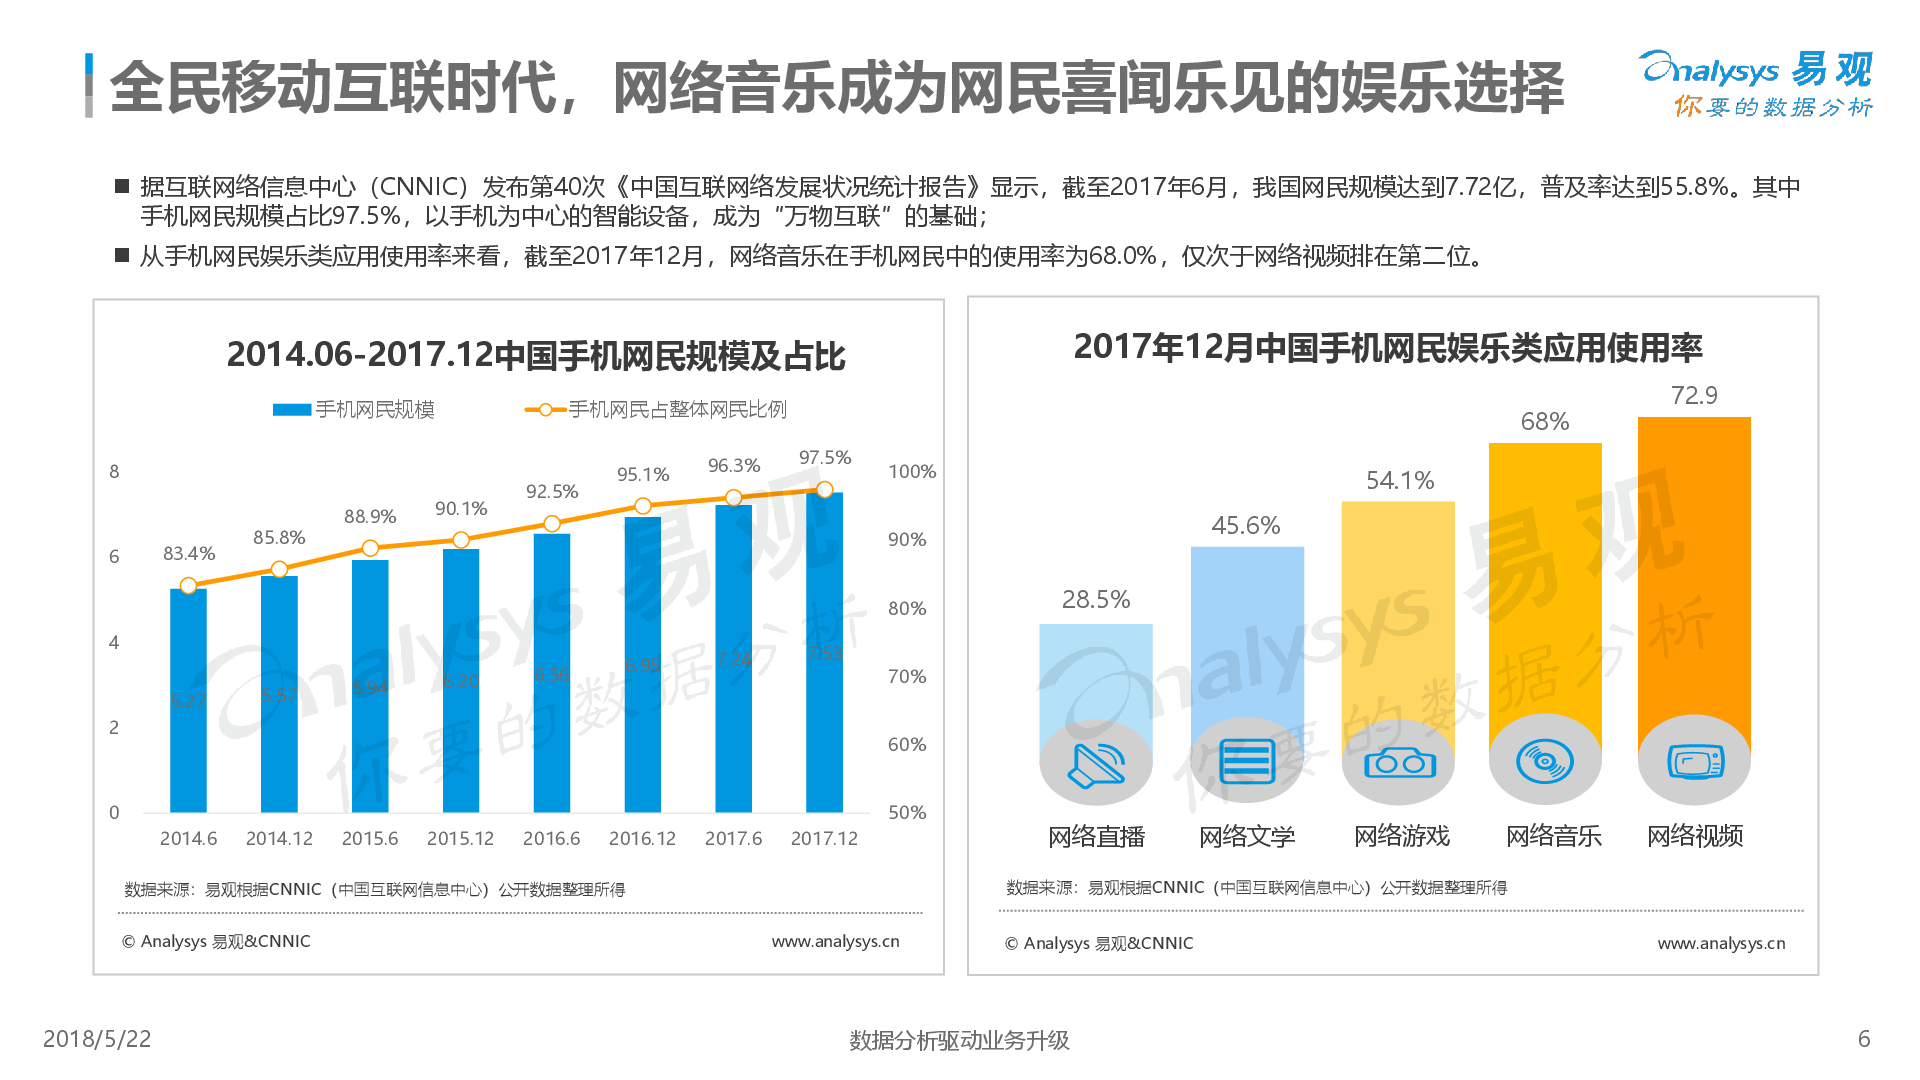 全民移动互联时代，网络音乐成为网民喜闻乐见的娱乐选择
analysys 易观
你要的数据分析
■ 据互联网络信息中心（CNNIC）发布第40次《中国互联网络发展状况统计报告》显示，截至2017年6月，我国网民规模达到7.72亿，普及率达到55.8%。其中
手机网民规模占比97.5%，以手机为中心的智能设备，成为“万物互联”的基础；
■ 从手机网民娱乐类应用使用率来看，截至2017年12月，网络音乐在手机网民中的使用率为68.0%，仅次于网络视频排在第二位。
2014.06-2017.12中国手机网民规模及占比
手机网民规模 手机网民占整体网民比例
8
6
4
2
0
83.4% 85.8% 88.9% 90.1% 92.5% 95.1% 96.3% 97.5%
5.27 5.57 5.94 6.20 6.56 6.95 7.24 7.53
100%
90%
80%
70%
60%
50%
2014.6 2014.12 2015.6 2015.12 2016.6 2016.12 2017.6 2017.12
analysys 易观
你要的数据分析
数据来源：易观根据CNNIC（中国互联网信息中心）公开数据整理所得
© Analysys 易观&CNNIC www.analysys.cn
2017年12月中国手机网民娱乐类应用使用率
28.5% 45.6% 54.1% 68% 72.9
网络直播 网络文学 网络游戏 网络音乐 网络视频
analysys 易观
你要的数据分析
数据来源：易观根据CNNIC（中国互联网信息中心）公开数据整理所得
© Analysys 易观&CNNIC www.analysys.cn
2018/5/22 数据分析驱动业务升级 6